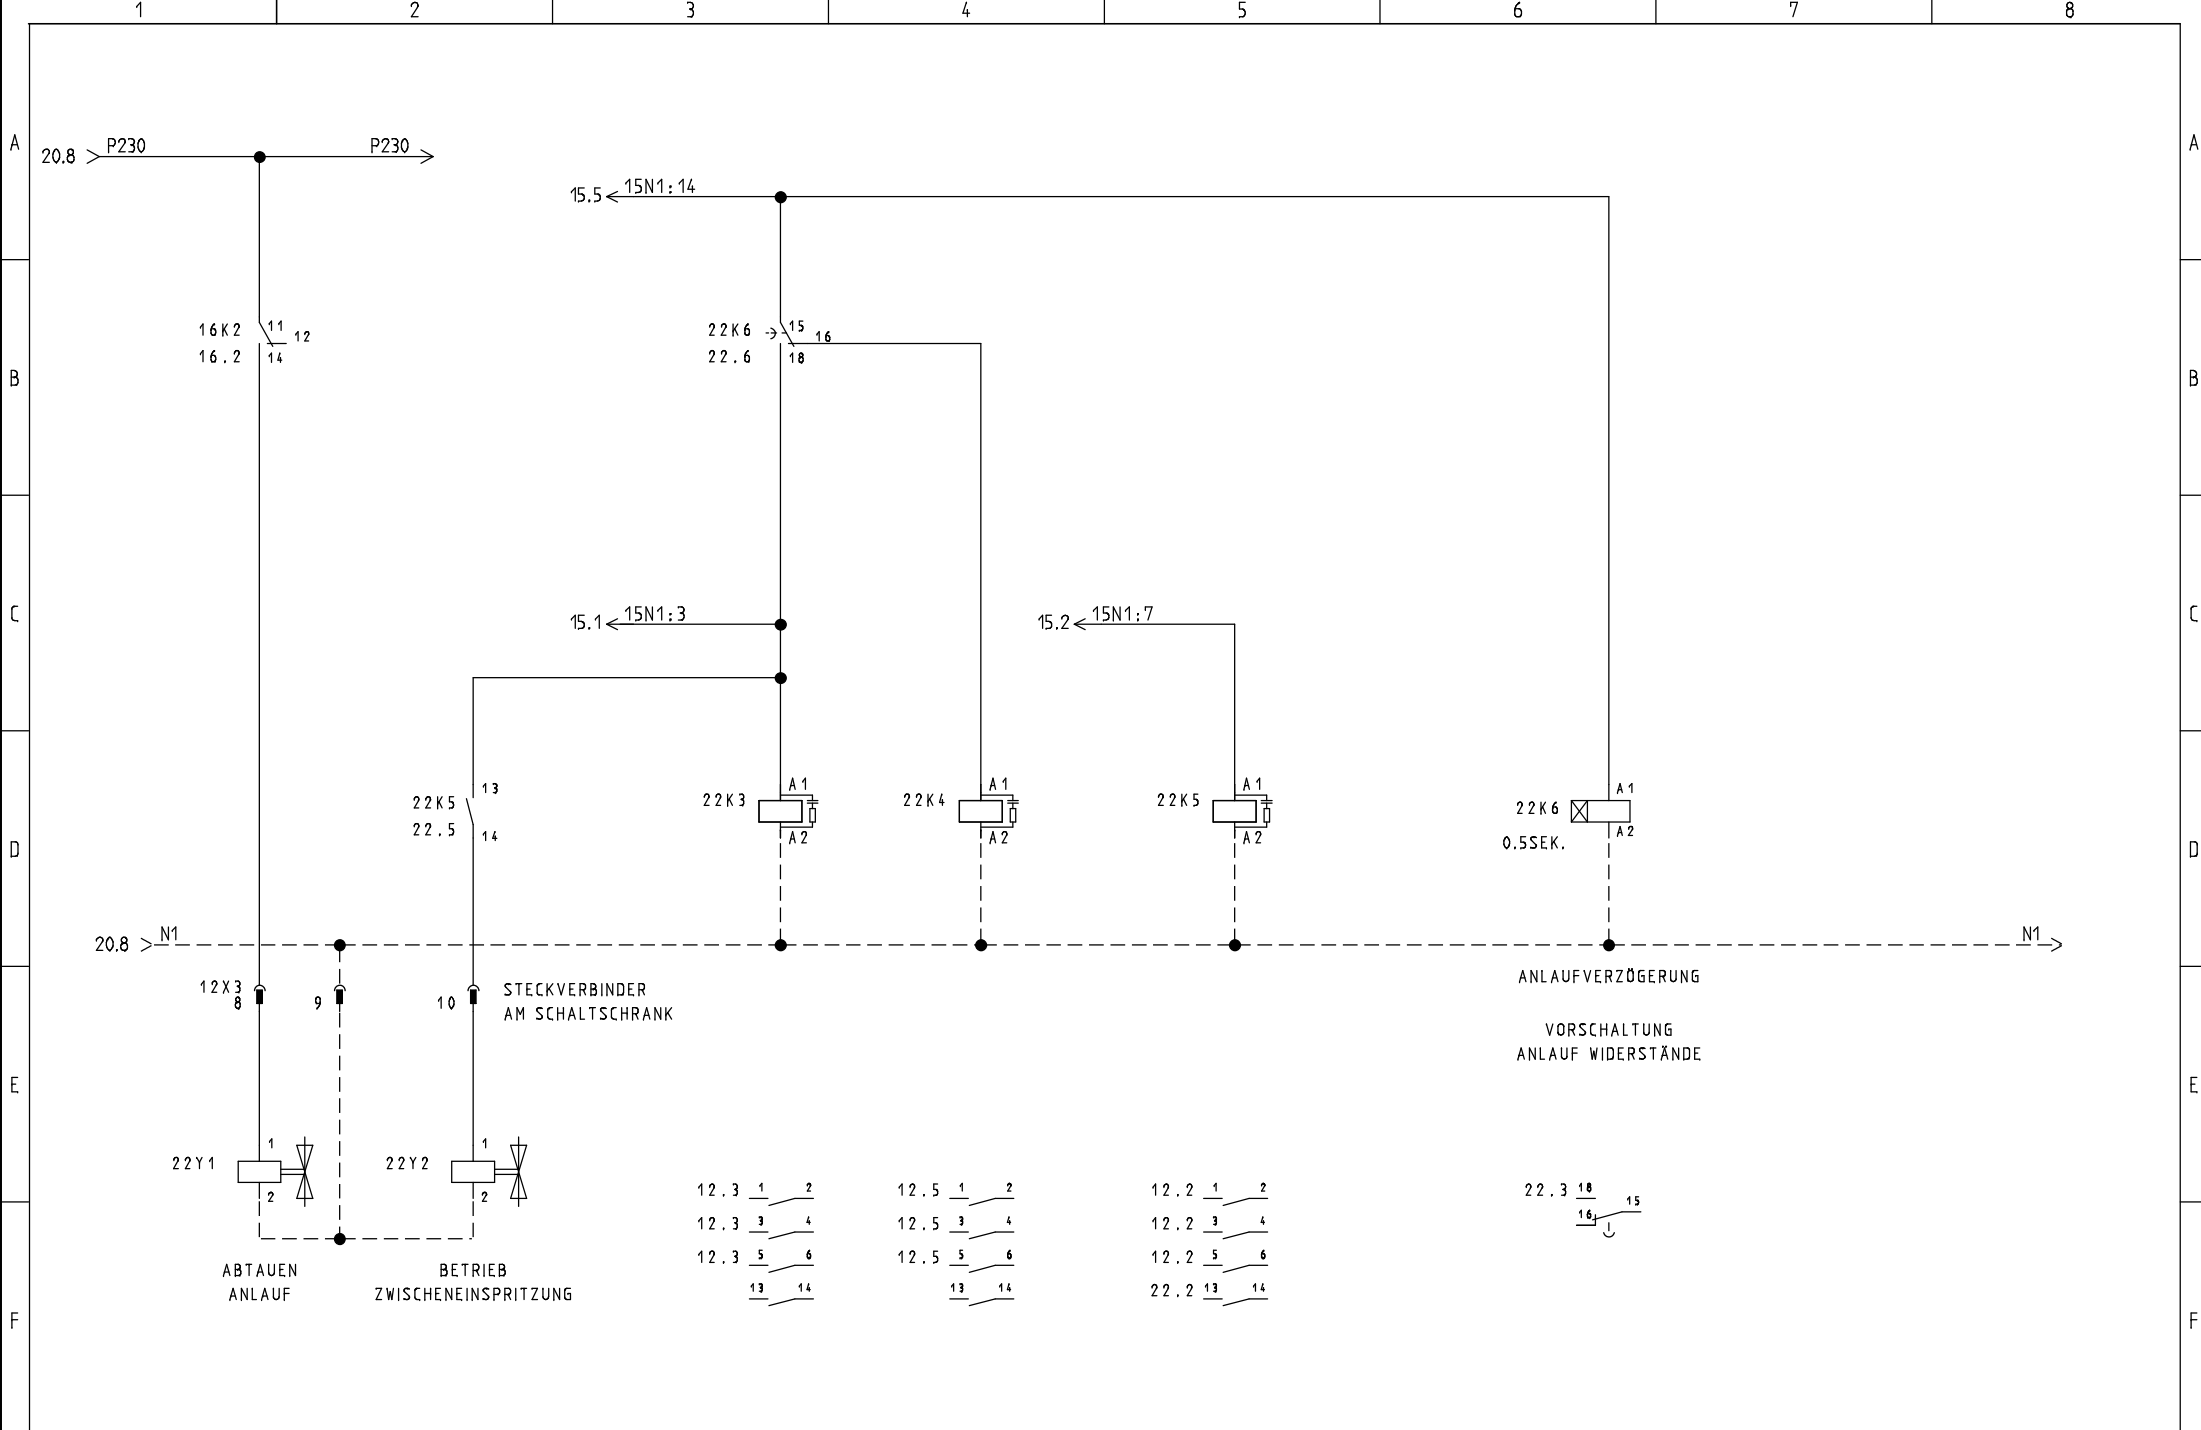 1 2 3 4 5 6 7 8
A A
P230 P230
20.8
15N1:14
15.5
16K2 11 12
16.2 14
22K6 15 16
22.6 18
B B
15N1:3
15.1
15N1:7
15.2
C C
13
22K5
22.5
14
A1
22K3
A2
A1
22K4
A2
A1
22K5
A2
A1
22K6
A2
0.5SEK.
D D
N1 N1
20.8
12X3
8 9 10
STECKVERBINDER
AM SCHALTSCHRANK
ANLAUFVERZÖGERUNG
VORSCHALTUNG
ANLAUF WIDERSTÄNDE
E E
1
22Y1
2
1
22Y2
2
12.3 1 2
12.3 3 4
12.3 5 6
13 14
12.5 1 2
12.5 3 4
12.5 5 6
13 14
12.2 1 2
12.2 3 4
12.2 5 6
22.2 13 14
22.3 18
15
16
ABTAUEN
ANLAUF
BETRIEB
ZWISCHENEINSPRITZUNG
F F